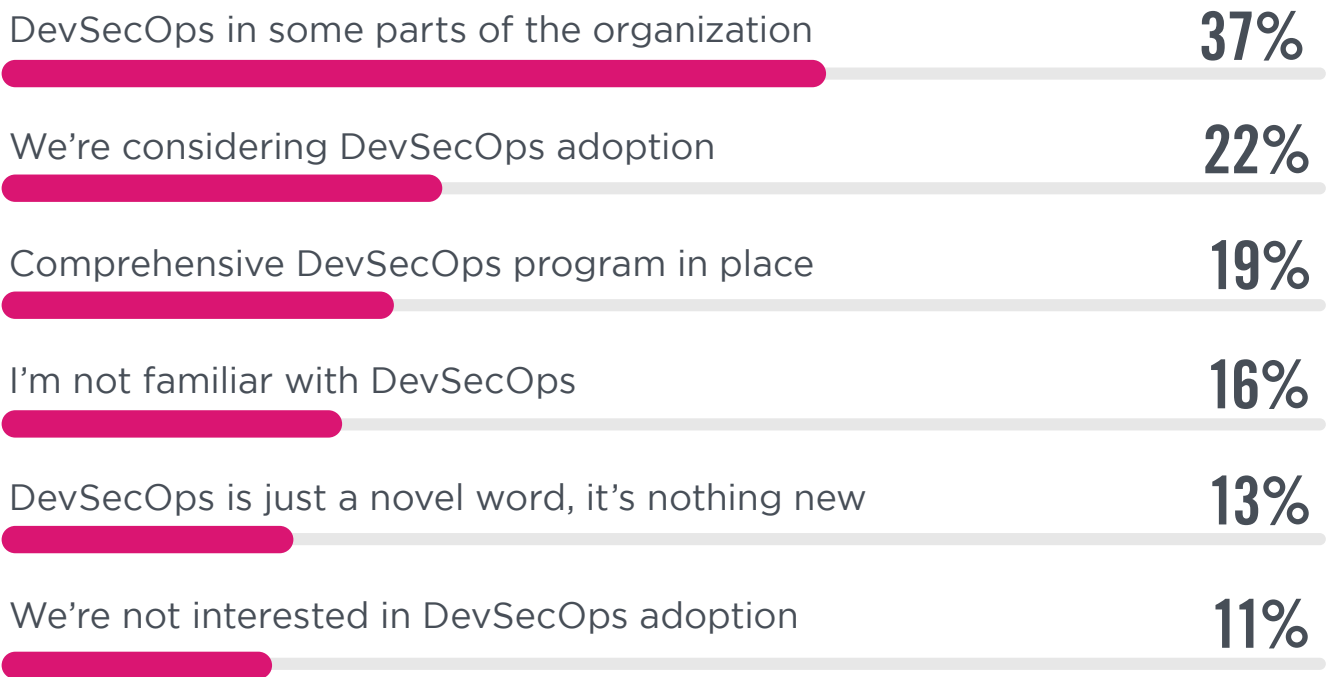 DevSecOps in some parts of the organization 37%
We’re considering DevSecOps adoption 22%
Comprehensive DevSecOps program in place 19%
I’m not familiar with DevSecOps 16%
DevSecOps is just a novel word, it’s nothing new 13%
We’re not interested in DevSecOps adoption 11%